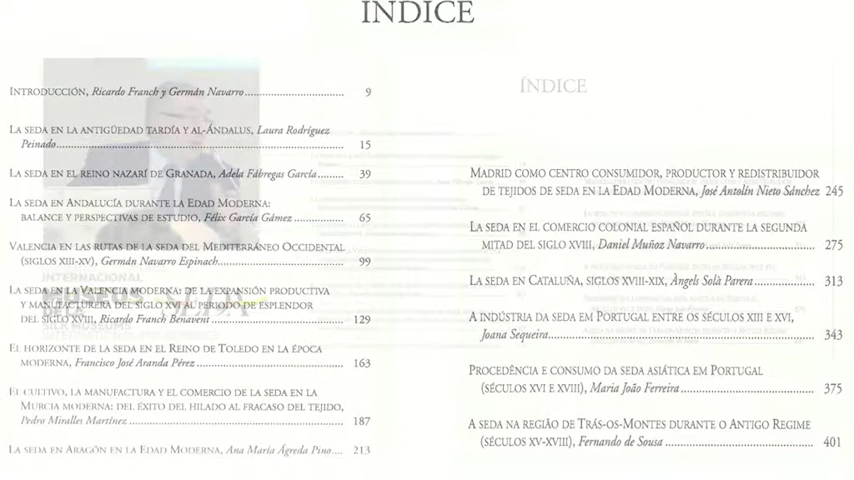 ÍNDICE
INTRODUCCIÓN, Ricardo Franch y Germán Navarro 9
LA SEDA EN LA ANTIGÜEDAD TARDÍA Y AL-ÁNDALUS, Laura Rodríguez
Peinado 15
LA SEDA EN EL REINO NAZARÍ DE GRANADA, Adela Fábregas García 39
LA SEDA EN ANDALUCÍA DURANTE LA EDAD MODERNA:
BALANCE Y PERSPECTIVAS DE ESTUDIO, Félix García Gámez 65
VALENCIA EN LAS RUTAS DE LA SEDA DEL MEDITERRÁNEO OCCIDENTAL
(SIGLOS XIII-XV), Germán Navarro Espinach 99
LA SEDA EN LA VALENCIA MODERNA: DE LA EXPANSIÓN PRODUCTIVA
Y MANUFACTURERA DEL SIGLO XVI AL PERIODO DE ESPLENDOR
DEL SIGLO XVIII, Ricardo Franch Benavent 129
EL HORIZONTE DE LA SEDA EN EL REINO DE TOLEDO EN LA ÉPOCA
MODERNA, Francisco José Aranda Pérez 163
EL CULTIVO, LA MANUFACTURA Y EL COMERCIO DE LA SEDA EN LA
MURCIA MODERNA: DEL ÉXITO DEL HILADO AL FRACASO DEL TEJIDO,
Pedro Miralles Martínez 187
LA SEDA EN ARAGÓN EN LA EDAD MODERNA, Ana María Ágreda Pino 213
INTERNACIONAL
MUSEOS
DE LA
SEDA
SILK MUSEUMS
ÍNDICE
MADRID COMO CENTRO CONSUMIDOR, PRODUCTOR Y REDISTRIBUIDOR
DE TEJIDOS DE SEDA EN LA EDAD MODERNA, José Antolín Nieto Sánchez 245
LA SEDA EN EL COMERCIO COLONIAL ESPAÑOL DURANTE LA SEGUNDA
MITAD DEL SIGLO XVIII, Daniel Muñoz Navarro 275
LA SEDA EN CATALUÑA, SIGLOS XVIII-XIX, Àngels Solà Parera 313
A INDÚSTRIA DA SEDA EM PORTUGAL ENTRE OS SÉCULOS XIII E XVI,
Joana Sequeira 343
PROCEDÊNCIA E CONSUMO DA SEDA ASIÁTICA EM PORTUGAL
(SÉCULOS XVI E XVIII), Maria João Ferreira 375
A SEDA NA REGIÃO DE TRÁS-OS-MONTES DURANTE O ANTIGO REGIME
(SÉCULOS XV-XVIII), Fernando de Sousa 401